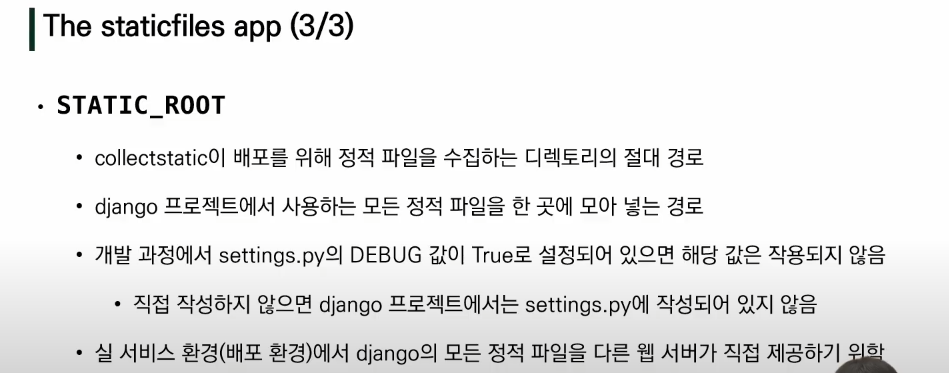 The staticfiles app (3/3)
• STATIC_ROOT
• collectstatic이 배포를 위해 정적 파일을 수집하는 디렉토리의 절대 경로
• django 프로젝트에서 사용하는 모든 정적 파일을 한 곳에 모아 넣는 경로
• 개발 과정에서 settings.py의 DEBUG 값이 True로 설정되어 있으면 해당 값은 작용되지 않음
• 직접 작성하지 않으면 django 프로젝트에서는 settings.py에 작성되어 있지 않음
• 실 서비스 환경(배포 환경)에서 django의 모든 정적 파일을 다른 웹 서버가 직접 제공하기 위함